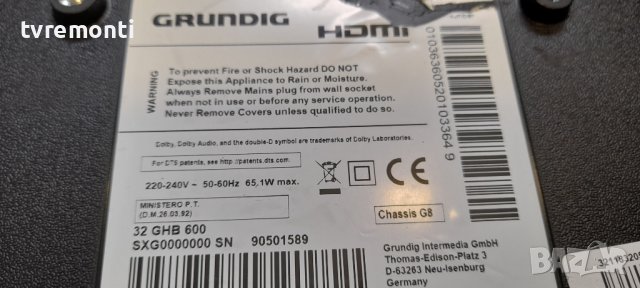 tvremonti
GRUNDIG
HDMI
WARNING
To prevent Fire or Shock Hazard DO NOT
Expose this Appliance to Rain or Moisture.
Always Remove Mains plug from wall socket
when not in use or before any service operation.
Never Remove Covers unless qualified to do so.
01036360520103364 9
Dolby, Dolby Audio, and the double-D symbol are trademarks of Dolby Laboratories.
For DTS patents, see http://patents.dts.com.
220-240V ~ 50-60Hz 65,1W max.
CE
MINISTERO P.T.
(D.M.26.03.92)
Chassis G8
32 GHB 600
SXG0000000 SN 90501589
Grundig Intermedia GmbH
Thomas-Edison-Platz 3
D-63263 Neu-Isenburg
Germany
bazar.bg